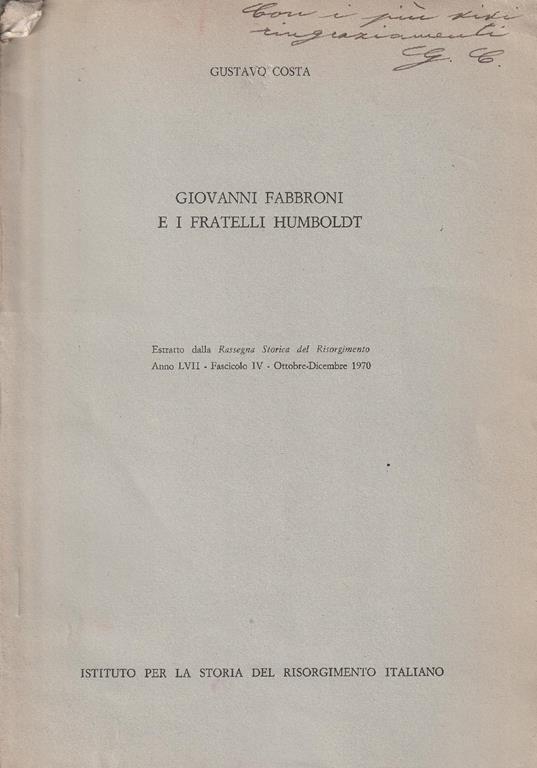 Con i più vivi
ringraziamenti
G. C.
GUSTAVO COSTA
GIOVANNI FABBRONI
E I FRATELLI HUMBOLDT
Estratto dalla Rassegna Storica del Risorgimento
Anno LVII - Fascicolo IV - Ottobre-Dicembre 1970
ISTITUTO PER LA STORIA DEL RISORGIMENTO ITALIANO